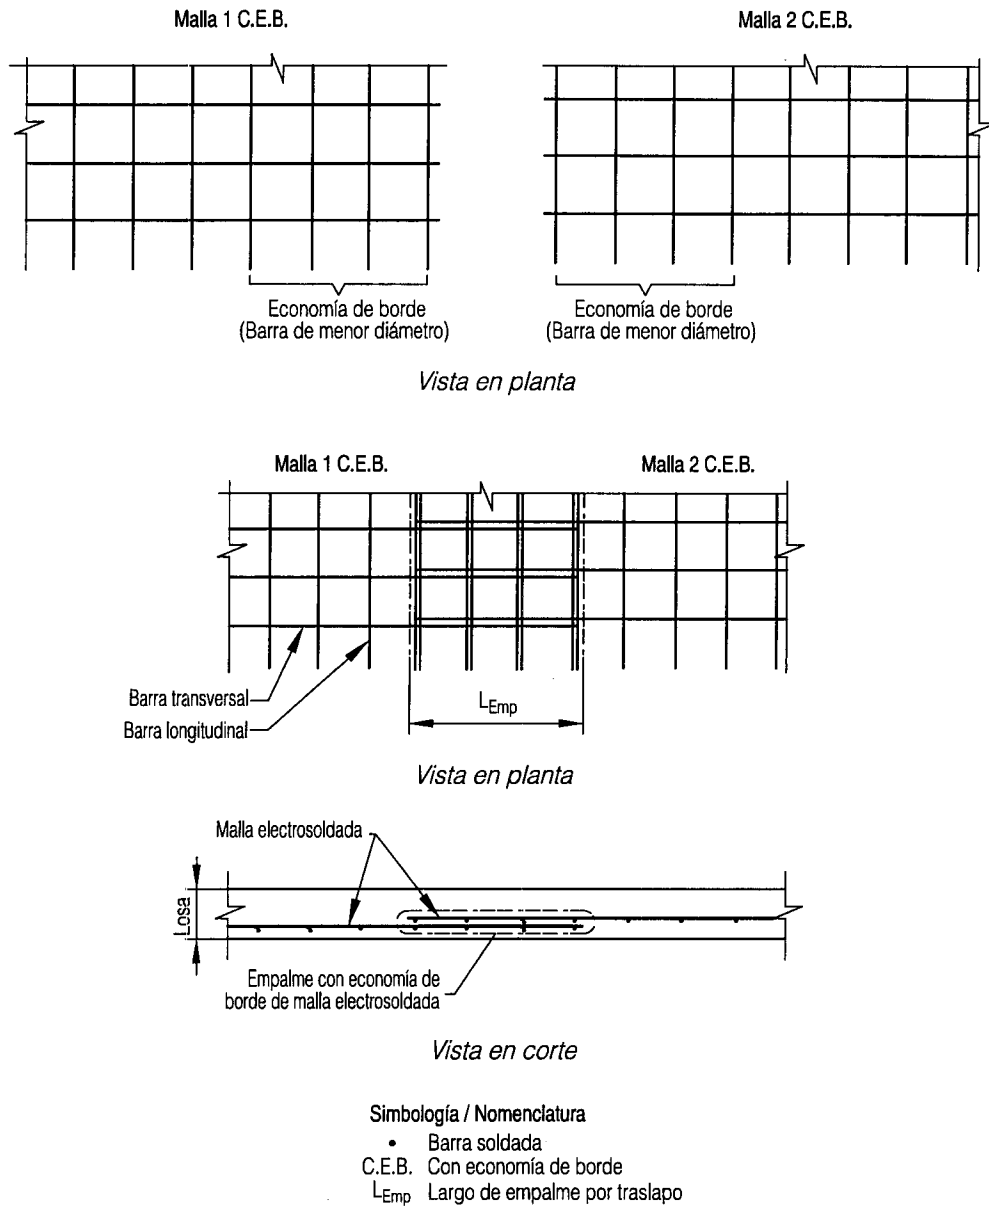 Malla 1 C.E.B.
Malla 2 C.E.B.
Economía de borde
(Barra de menor diámetro)
Economía de borde
(Barra de menor diámetro)
Vista en planta
Malla 1 C.E.B.
Malla 2 C.E.B.
Barra transversal
Barra longitudinal
LEmp
Vista en planta
Malla electrosoldada
Losa
Empalme con economía de
borde de malla electrosoldada
Vista en corte
Simbología / Nomenclatura
• Barra soldada
C.E.B. Con economía de borde
LEmp Largo de empalme por traslapo